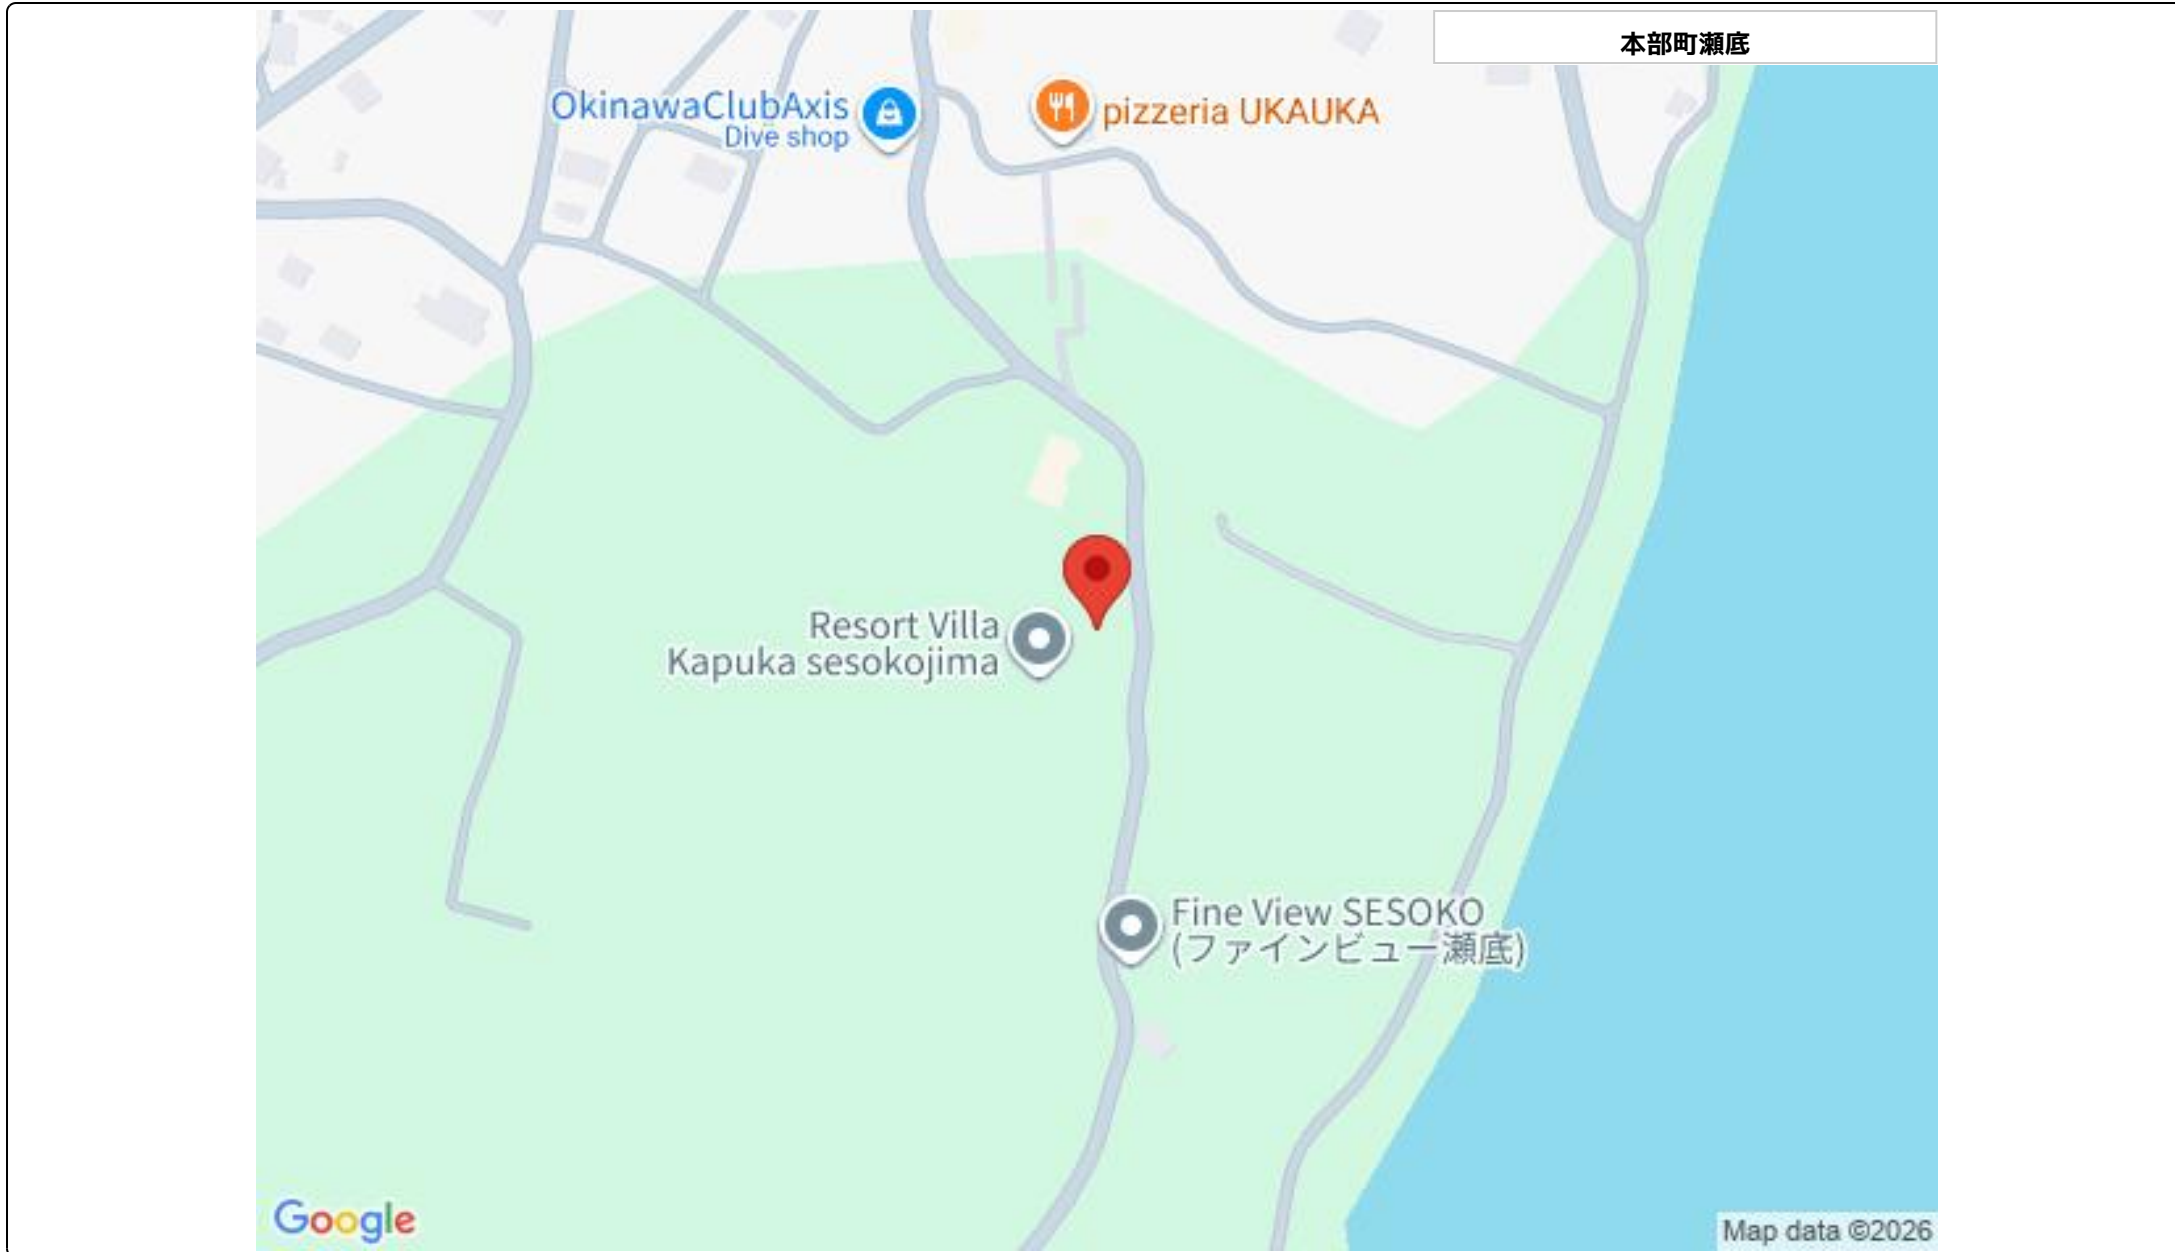 本部町瀬底
OkinawaClubAxis
Dive shop
pizzeria UKAUKA
Resort Villa
Kapuka sesokojima
Fine View SESOKO
(ファインビュー瀬底)
Google
Map data ©2026